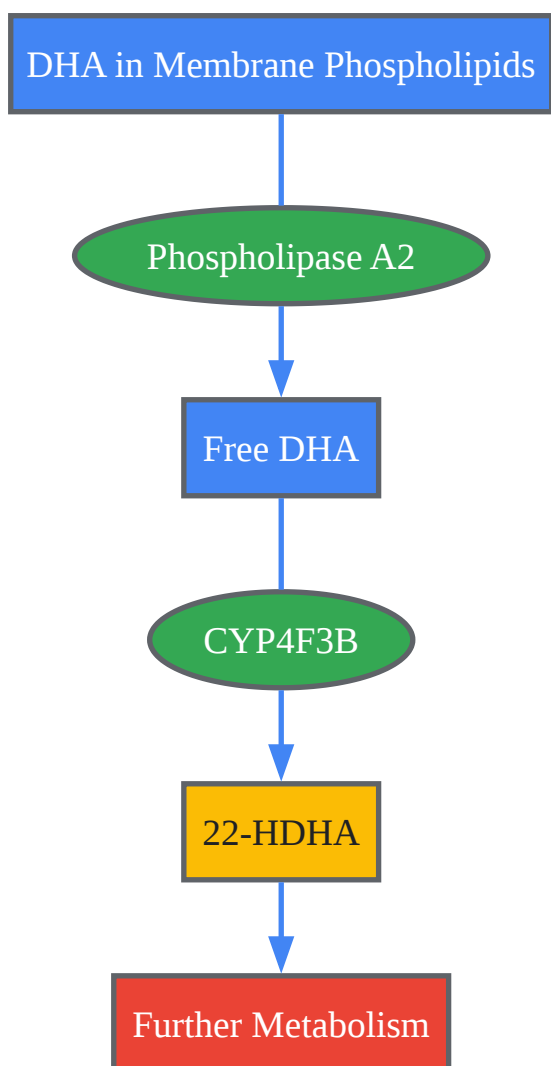 DHA in Membrane Phospholipids
Phospholipase A2
Free DHA
CYP4F3B
22-HDHA
Further Metabolism